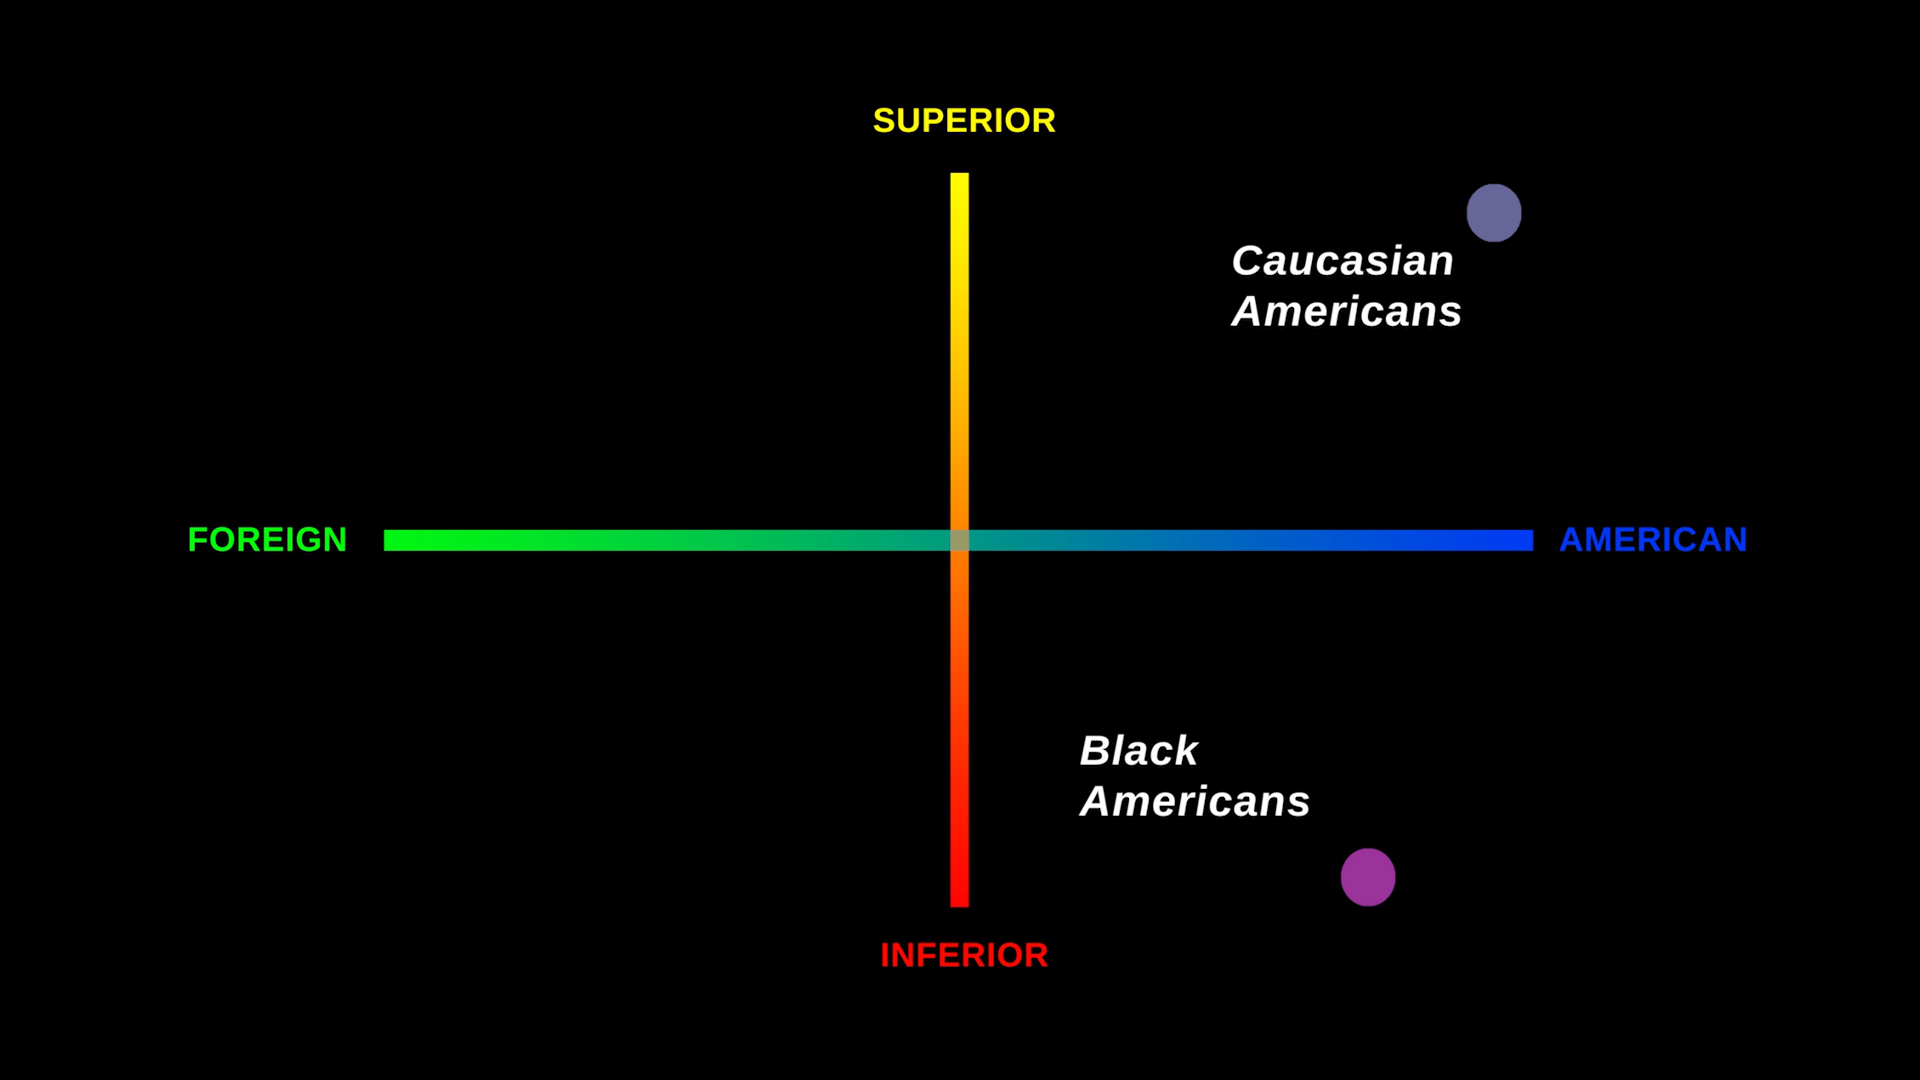 SUPERIOR
Caucasian
Americans
FOREIGN
AMERICAN
Black
Americans
INFERIOR